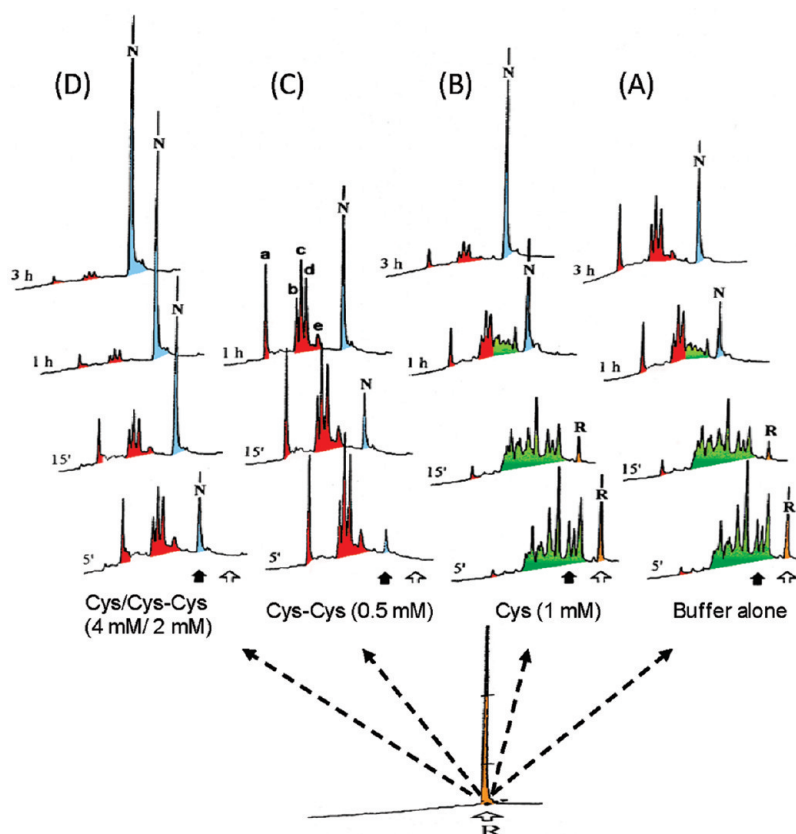 (D)
(C)
(B)
(A)
N
N
N
N
3 h
1 h
15'
5'
a
b
c
d
e
N
N
1 h
15'
5'
N
N
R
R
3 h
1 h
15'
5'
N
N
R
R
3 h
1 h
15'
5'
Cys/Cys-Cys
(4 mM/ 2 mM)
Cys-Cys (0.5 mM)
Cys (1 mM)
Buffer alone
R